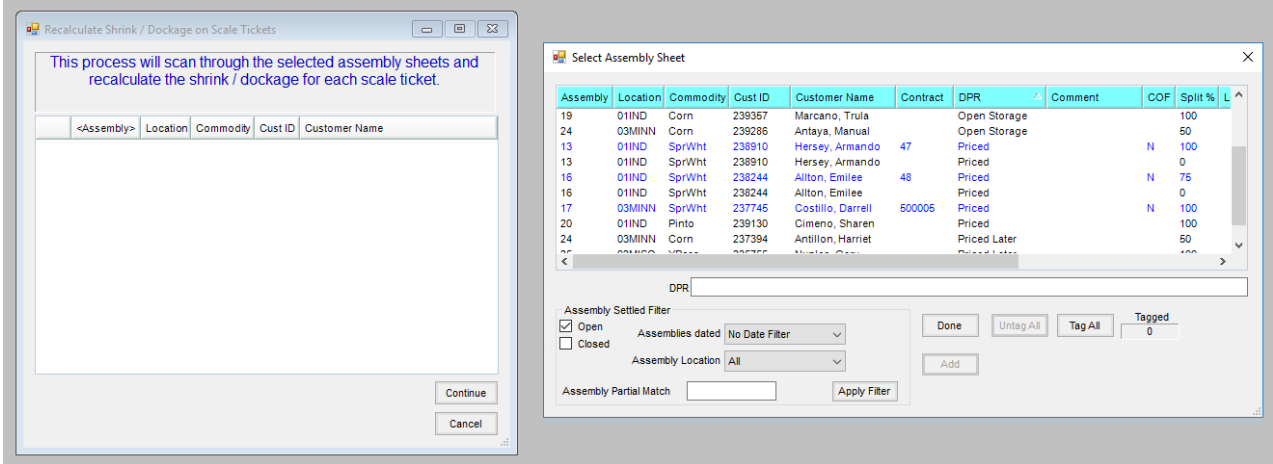 Recalculate Shrink / Dockage on Scale Tickets
This process will scan through the selected assembly sheets and
recalculate the shrink / dockage for each scale ticket.
<Assembly> Location Commodity Cust ID Customer Name
Continue
Cancel
Select Assembly Sheet
Assembly Location Commodity Cust ID Customer Name Contract DPR Comment COF Split % L
19 01IND Corn 239357 Marcano, Trula Open Storage 100
24 03MINN Corn 239286 Antaya, Manual Open Storage 50
13 01IND SprWht 238910 Hersey, Armando 47 Priced N 100
13 01IND SprWht 238910 Hersey, Armando Priced 0
16 01IND SprWht 238244 Allton, Emilee 48 Priced N 75
16 01IND SprWht 238244 Allton, Emilee Priced 0
17 03MINN SprWht 237745 Costillo, Darrell 500005 Priced N 100
20 01IND Pinto 239130 Cimeno, Sharen Priced 100
24 03MINN Corn 237394 Antillon, Harriet Priced Later 50
Priced Later 100
DPR
Assembly Settled Filter
Open
Closed
Assemblies dated No Date Filter
Assembly Location All
Assembly Partial Match Apply Filter
Done Untag All Tag All Tagged
0
Add